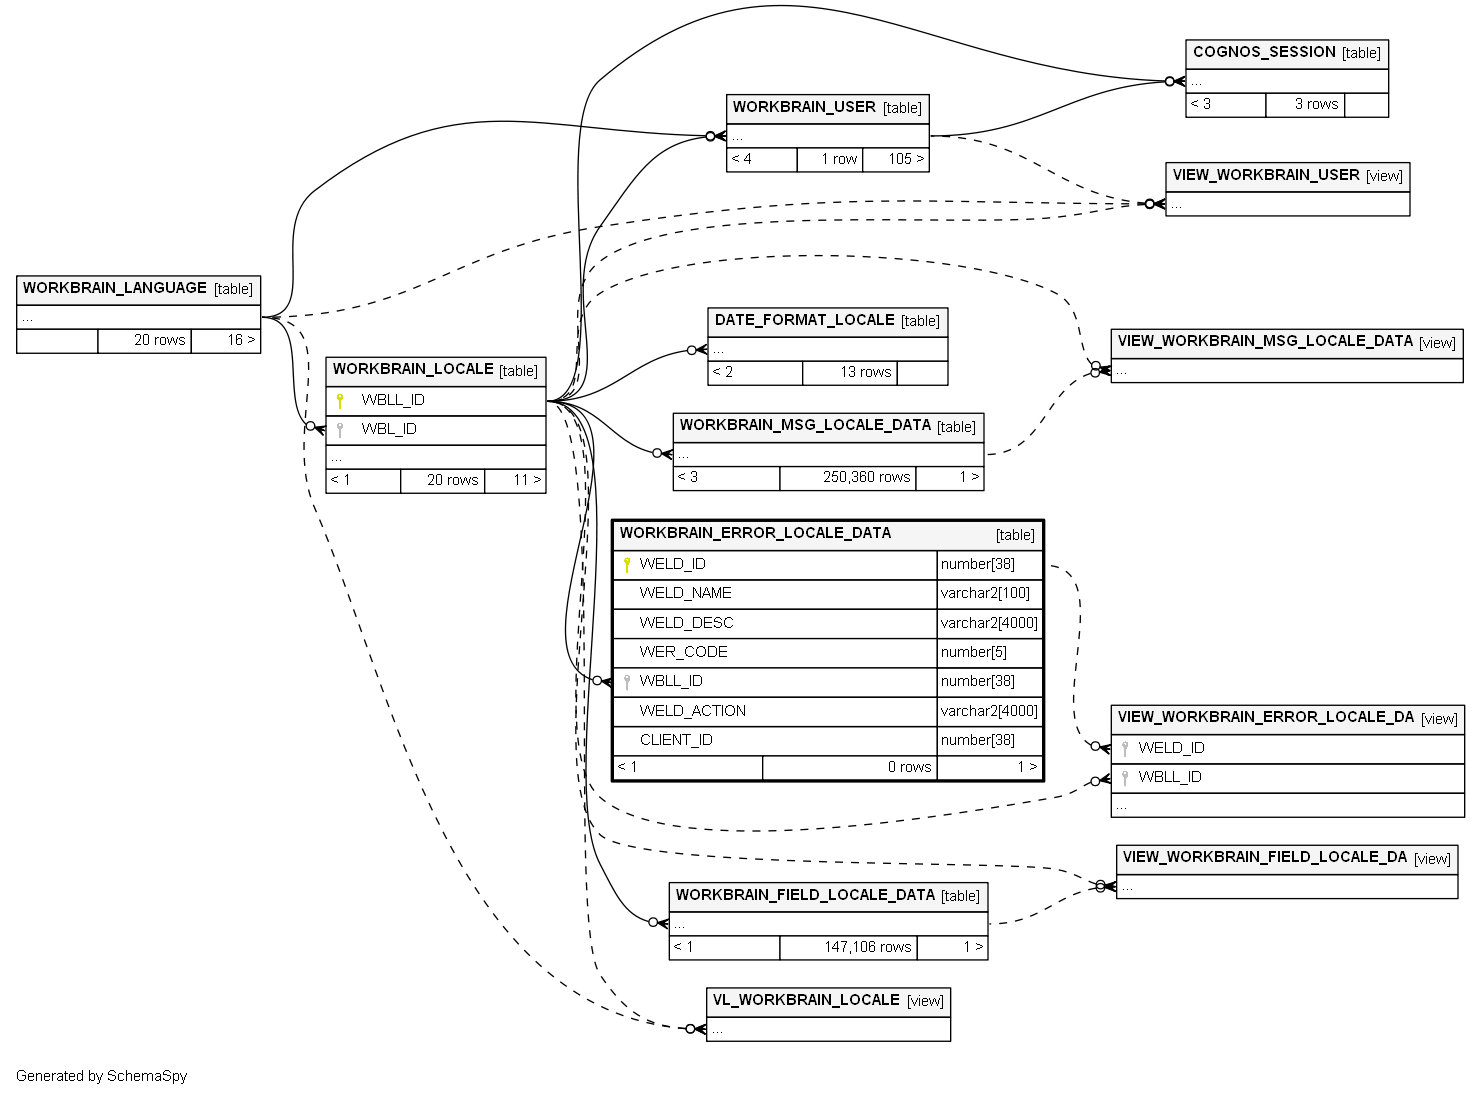 COGNOS_SESSION [table]
...
< 3 3 rows
WORKBRAIN_USER [table]
...
< 4 1 row 105 >
VIEW_WORKBRAIN_USER [view]
...
WORKBRAIN_LANGUAGE [table]
...
20 rows 16 >
DATE_FORMAT_LOCALE [table]
...
< 2 13 rows
VIEW_WORKBRAIN_MSG_LOCALE_DATA [view]
...
WORKBRAIN_LOCALE [table]
WBLL_ID
WBL_ID
...
< 1 20 rows 11 >
WORKBRAIN_MSG_LOCALE_DATA [table]
...
< 3 250,360 rows 1 >
WORKBRAIN_ERROR_LOCALE_DATA [table]
WELD_ID number[38]
WELD_NAME varchar2[100]
WELD_DESC varchar2[4000]
WER_CODE number[5]
WBLL_ID number[38]
WELD_ACTION varchar2[4000]
CLIENT_ID number[38]
< 1 0 rows 1 >
VIEW_WORKBRAIN_ERROR_LOCALE_DA [view]
WELD_ID
WBLL_ID
...
VIEW_WORKBRAIN_FIELD_LOCALE_DA [view]
...
WORKBRAIN_FIELD_LOCALE_DATA [table]
...
< 1 147,106 rows 1 >
VL_WORKBRAIN_LOCALE [view]
...
Generated by SchemaSpy